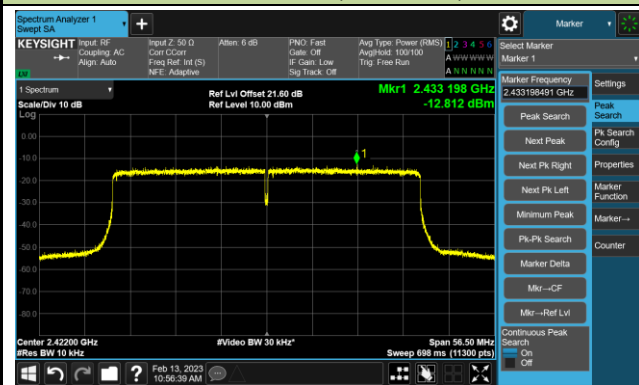 Spectrum Analyzer 1
Swept SA
+
Marker
KEYSIGHT
Input: RF
Coupling: AC
Align: Auto
Input Z: 50 Ω
Corr CCorr
Freq Ref: Int (S)
NFE: Adaptive
Atten: 6 dB
PNO: Fast
Gate: Off
IF Gain: Low
Sig Track: Off
Avg Type: Power (RMS)
Avg|Hold: 100/100
Trig: Free Run
1 2 3 4 5 6
A W W W W W
A N N N N N
Select Marker
Marker 1
1 Spectrum
Scale/Div 10 dB
Log
Ref Lvl Offset 21.60 dB
Ref Level 10.00 dBm
Mkr1 2.433 198 GHz
-12.812 dBm
0.00
-10.0
-20.0
-30.0
-40.0
-50.0
-60.0
-70.0
-80.0
1
Center 2.42200 GHz
#Res BW 10 kHz
#Video BW 30 kHz*
Span 56.50 MHz
Sweep 698 ms (11300 pts)
Marker Frequency
2.433198491 GHz
Peak Search
Next Peak
Next Pk Right
Next Pk Left
Minimum Peak
Pk-Pk Search
Marker Delta
Mkr→CF
Mkr→Ref Lvl
Continuous Peak
Search
On
Off
Settings
Peak
Search
Pk Search
Config
Properties
Marker
Function
Marker→
Counter
?
Feb 13, 2023
10:56:39 AM